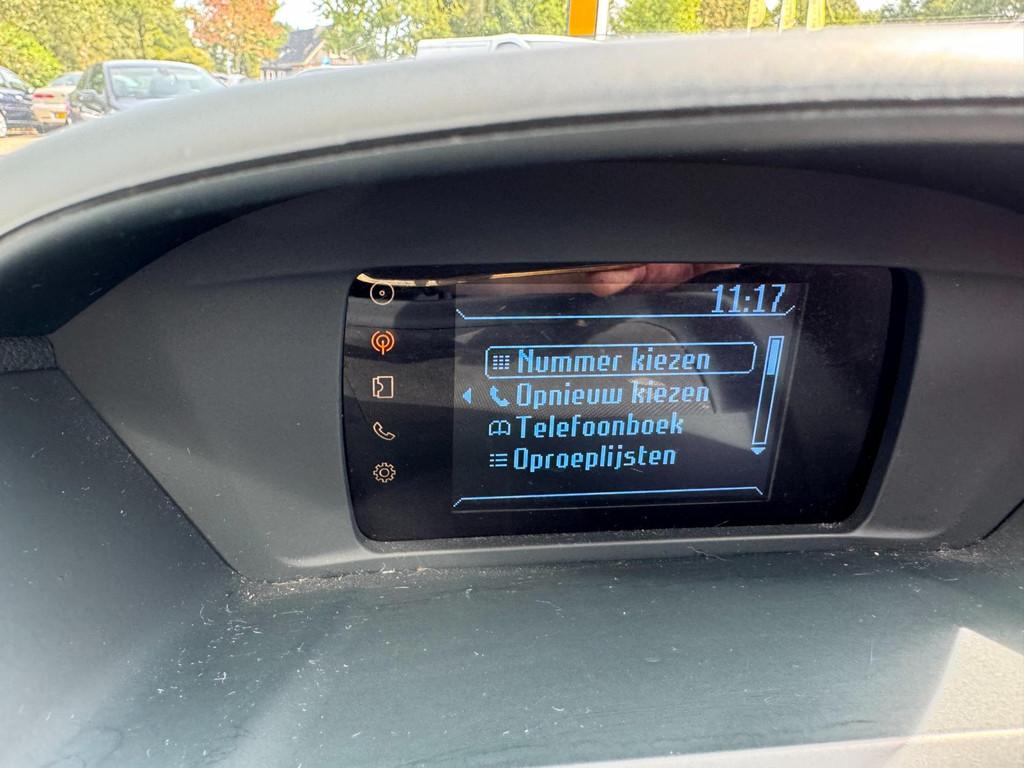 11:17
Nummer kiezen
Opnieuw kiezen
Telefoonboek
Oproeplijsten